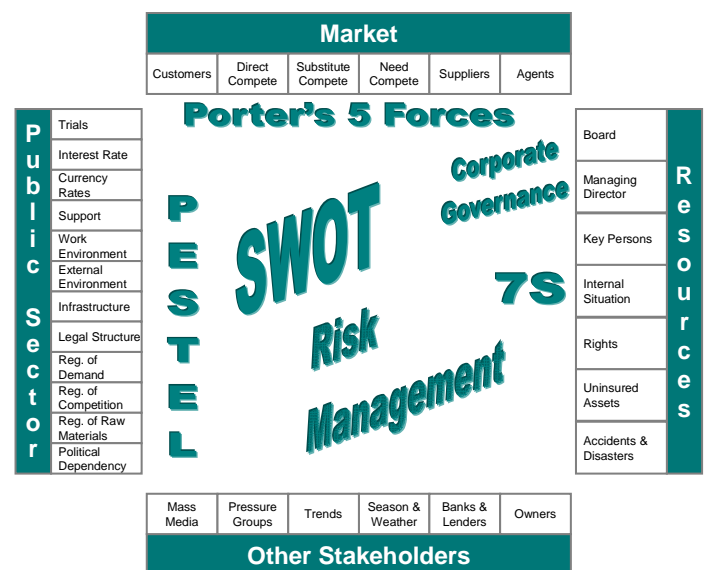 Market
Customers
Direct
Compete
Substitute
Compete
Need
Compete
Suppliers
Agents
Porter's 5 Forces
Public Sector
Trials
Interest Rate
Currency
Rates
Support
Work
Environment
External
Environment
Infrastructure
Legal Structure
Reg. of
Demand
Reg. of
Competition
Reg. of Raw
Materials
Political
Dependency
PESTEL
SWOT
Corporate
Governance
7S
Risk
Management
Board
Managing
Director
Key Persons
Internal
Situation
Rights
Uninsured
Assets
Accidents &
Disasters
Resources
Mass
Media
Pressure
Groups
Trends
Season &
Weather
Banks &
Lenders
Owners
Other Stakeholders